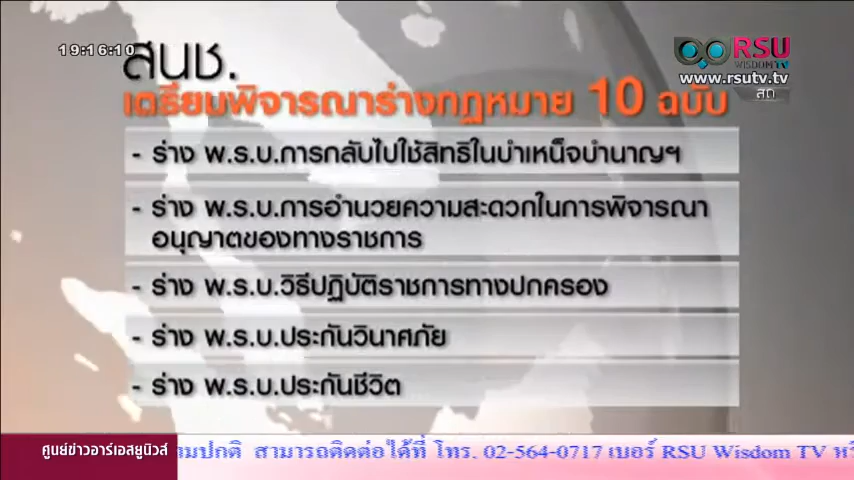 19:16:10
สนช.
RSU
WISDOM TV
www.rsutv.tv
สด
เตรียมพิจารณาร่างกฎหมาย 10 ฉบับ
- ร่าง พ.ร.บ.การกลับไปใช้สิทธิในบำเหน็จบำนาญฯ
- ร่าง พ.ร.บ.การอำนวยความสะดวกในการพิจารณา
อนุญาตของทางราชการ
- ร่าง พ.ร.บ.วิธีปฏิบัติราชการทางปกครอง
- ร่าง พ.ร.บ.ประกันวินาศภัย
- ร่าง พ.ร.บ.ประกันชีวิต
ศูนย์ข่าวอาร์เอสยูนิวส์
ามปกติ สามารถติดต่อได้ที่ โทร. 02-564-0717 เบอร์ RSU Wisdom TV